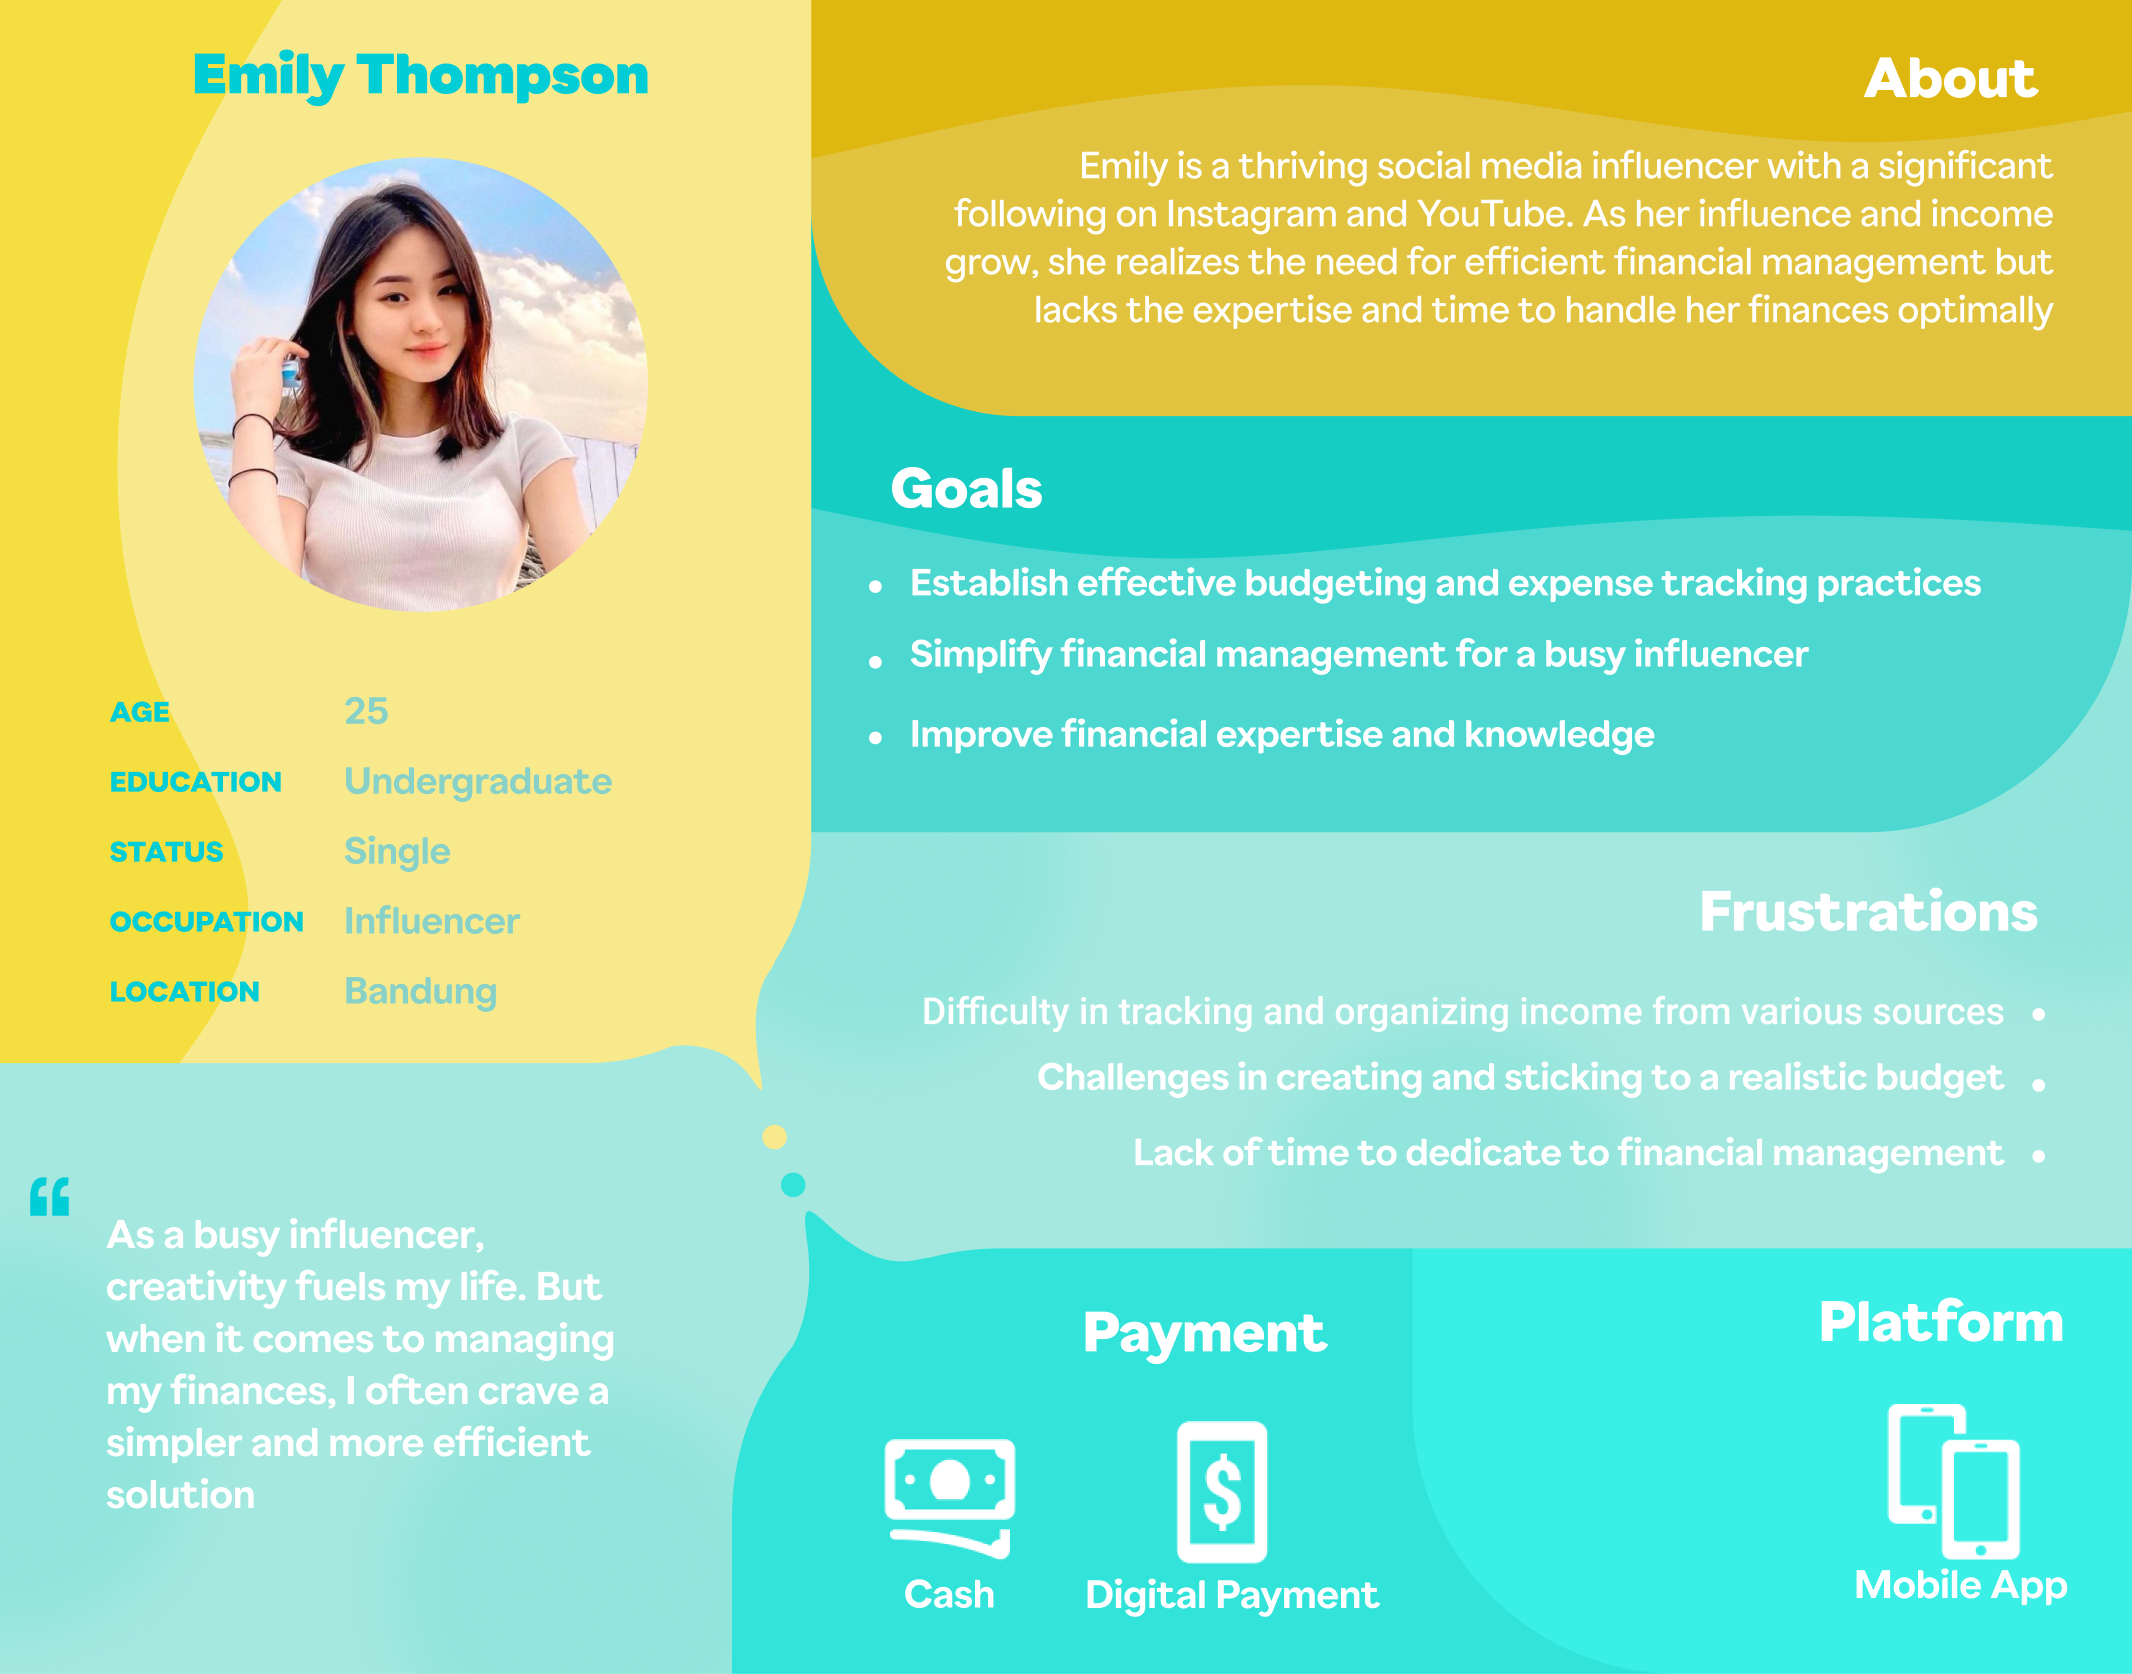 Emily Thompson
AGE 25
EDUCATION Undergraduate
STATUS Single
OCCUPATION Influencer
LOCATION Bandung
“
As a busy influencer,
creativity fuels my life. But
when it comes to managing
my finances, I often crave a
simpler and more efficient
solution
About
Emily is a thriving social media influencer with a significant
following on Instagram and YouTube. As her influence and income
grow, she realizes the need for efficient financial management but
lacks the expertise and time to handle her finances optimally
Goals
• Establish effective budgeting and expense tracking practices
• Simplify financial management for a busy influencer
• Improve financial expertise and knowledge
Frustrations
Difficulty in tracking and organizing income from various sources •
Challenges in creating and sticking to a realistic budget •
Lack of time to dedicate to financial management •
Payment
$
Cash
Digital Payment
Platform
Mobile App